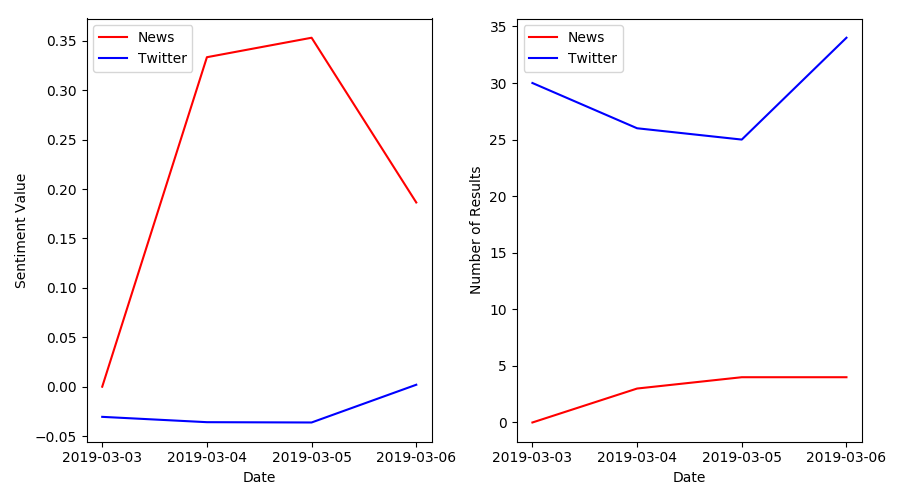 News
Twitter
0.35
0.30
0.25
0.20
0.15
0.10
0.05
0.00
−0.05
Sentiment Value
2019-03-03 2019-03-04 2019-03-05 2019-03-06
Date
News
Twitter
35
30
25
20
15
10
5
0
Number of Results
2019-03-03 2019-03-04 2019-03-05 2019-03-06
Date